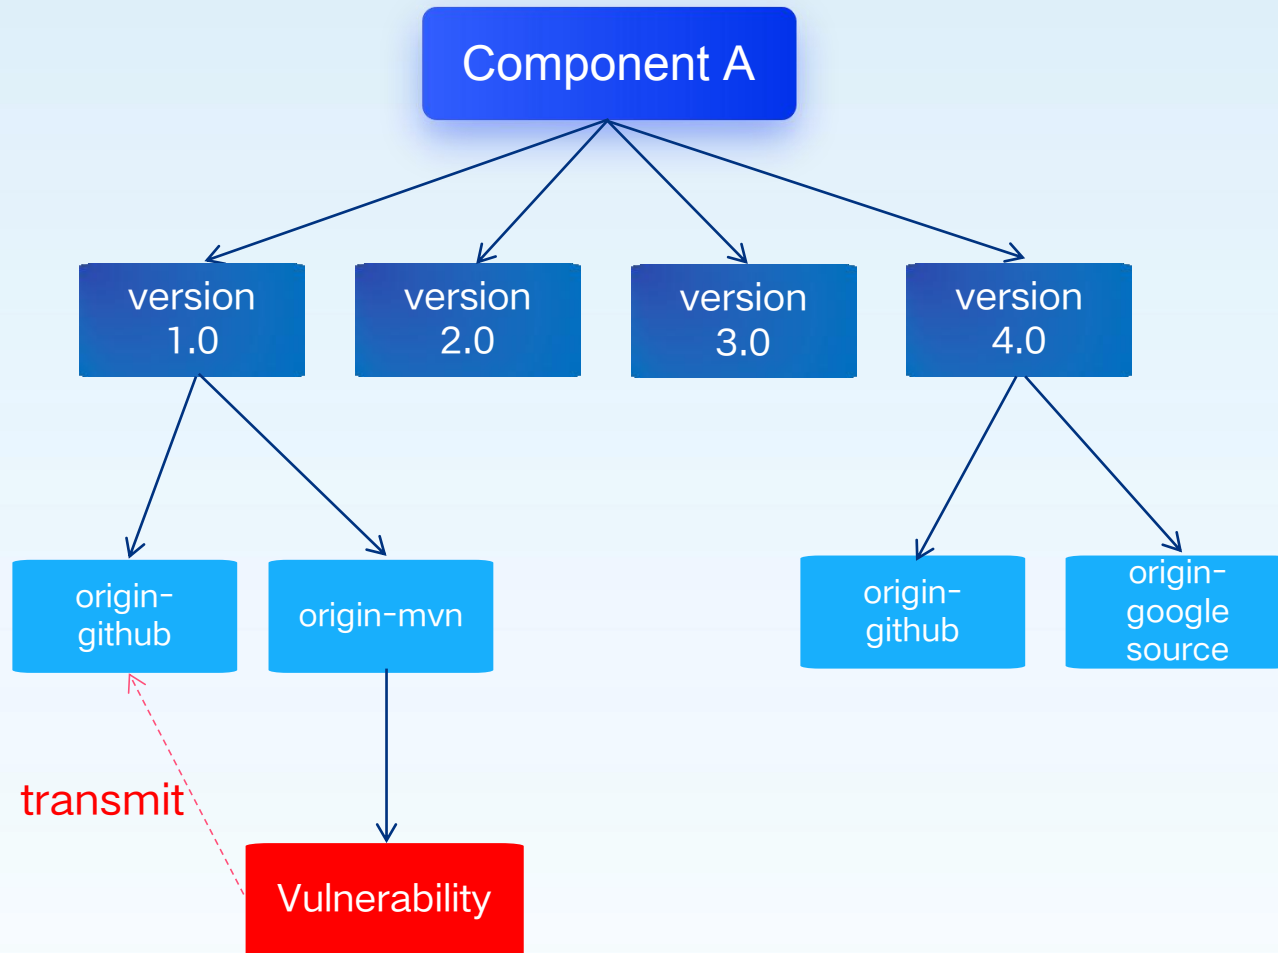 Component A
version
1.0
version
2.0
version
3.0
version
4.0
origin-
github
origin-mvn
origin-
github
origin-
google
source
transmit
Vulnerability